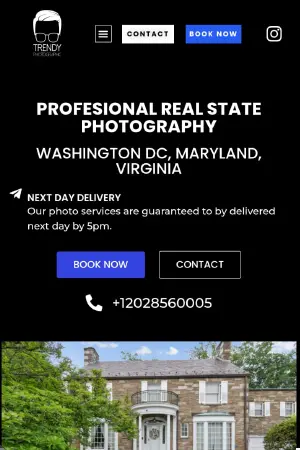 TRENDY
PHOTOGRAPHIC
CONTACT
BOOK NOW
PROFESIONAL REAL STATE
PHOTOGRAPHY
WASHINGTON DC, MARYLAND,
VIRGINIA
NEXT DAY DELIVERY
Our photo services are guaranteed to by delivered
next day by 5pm.
BOOK NOW
CONTACT
+12028560005